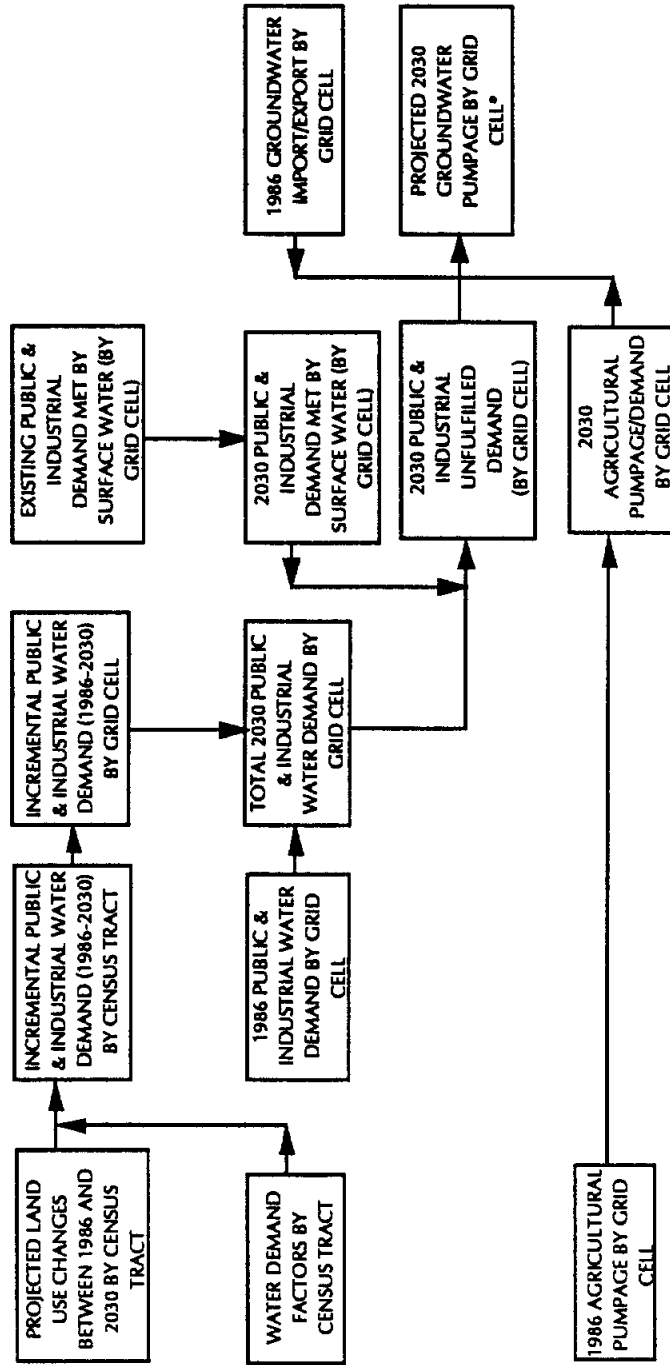 PROJECTED LAND
USE CHANGES
BETWEEN 1986 AND
2030 BY CENSUS
TRACT
INCREMENTAL PUBLIC
& INDUSTRIAL WATER
DEMAND (1986-2030)
BY CENSUS TRACT
INCREMENTAL PUBLIC
& INDUSTRIAL WATER
DEMAND (1986-2030)
BY GRID CELL
EXISTING PUBLIC &
INDUSTRIAL
DEMAND MET BY
SURFACE WATER (BY
GRID CELL)
WATER DEMAND
FACTORS BY
CENSUS TRACT
1986 PUBLIC &
INDUSTRIAL WATER
DEMAND BY GRID
CELL
TOTAL 2030 PUBLIC
& INDUSTRIAL
WATER DEMAND BY
GRID CELL
2030 PUBLIC &
INDUSTRIAL
DEMAND MET BY
SURFACE WATER (BY
GRID CELL)
1986 GROUNDWATER
IMPORT/EXPORT BY
GRID CELL
2030 PUBLIC &
INDUSTRIAL
UNFULFILLED
DEMAND
(BY GRID CELL)
PROJECTED 2030
GROUNDWATER
PUMPAGE BY GRID
CELL*
1986 AGRICULTURAL
PUMPAGE BY GRID
CELL
2030
AGRICULTURAL
PUMPAGE/DEMAND
BY GRID CELL